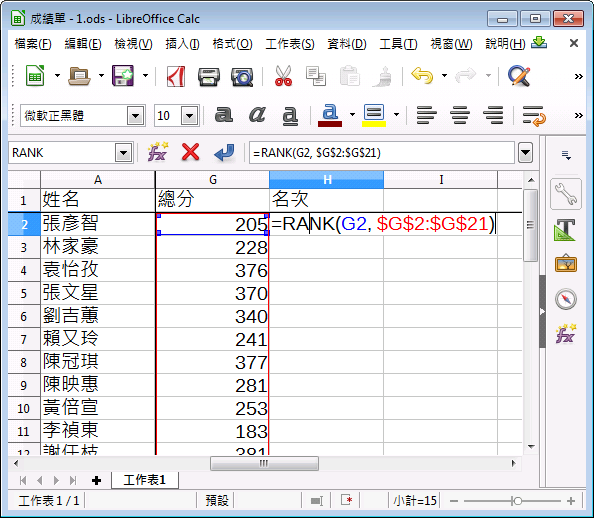 成績單 - 1.ods - LibreOffice Calc
檔案(F) 編輯(E) 檢視(V) 插入(I) 格式(O) 工作表(S) 資料(D) 工具(T) 視窗(W) 說明(H)
微軟正黑體 10 a a a a
RANK fx =RANK(G2, $G$2:$G$21)
A G H I
1 姓名 總分 名次
2 張彥智 205 =RANK(G2, $G$2:$G$21)
3 林家豪 228
4 袁怡孜 376
5 張文星 370
6 劉吉蕙 340
7 賴又玲 241
8 陳冠琪 377
9 陳映惠 281
10 黃倍宣 253
11 李禎東 183
12 謝任枝 381
工作表1
工作表 1 / 1 預設 小計=15